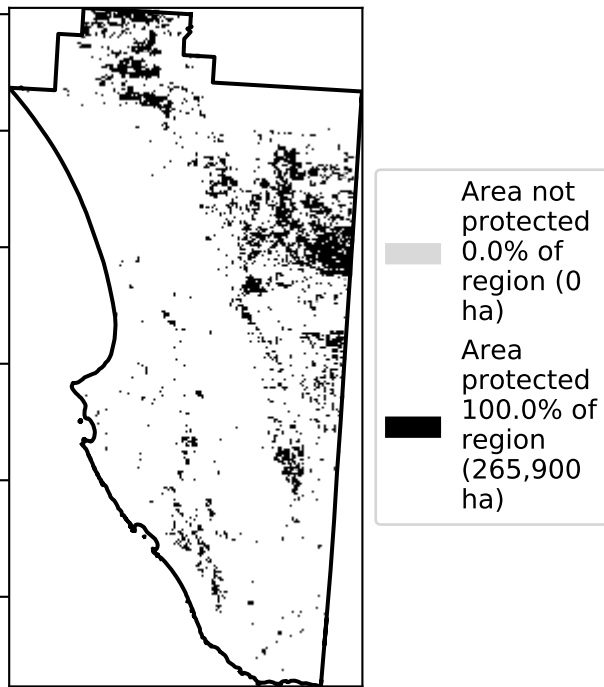 Area not
protected
0.0% of
region (0
ha)
Area
protected
100.0% of
region
(265,900
ha)